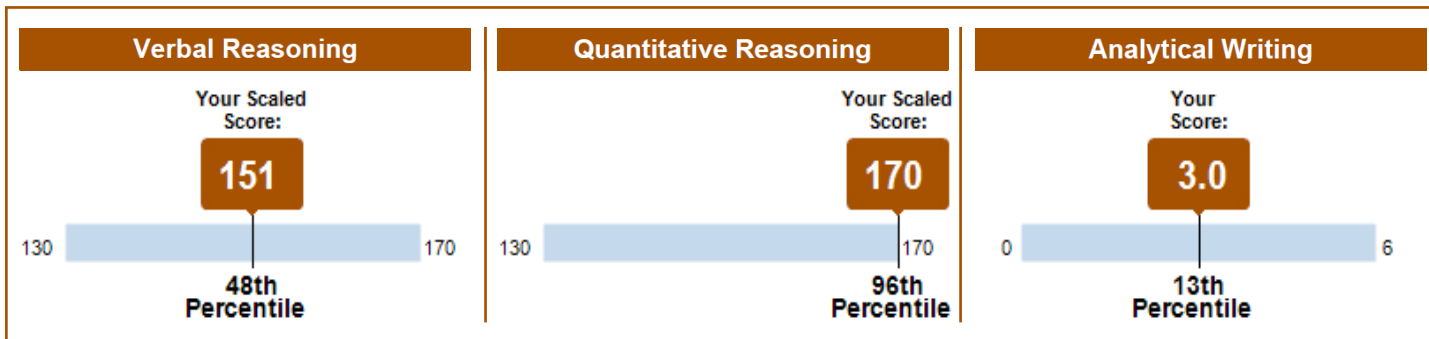 Verbal Reasoning
Your Scaled
Score:
151
130
170
48th
Percentile
Quantitative Reasoning
Your Scaled
Score:
170
130
170
96th
Percentile
Analytical Writing
Your
Score:
3.0
0
6
13th
Percentile